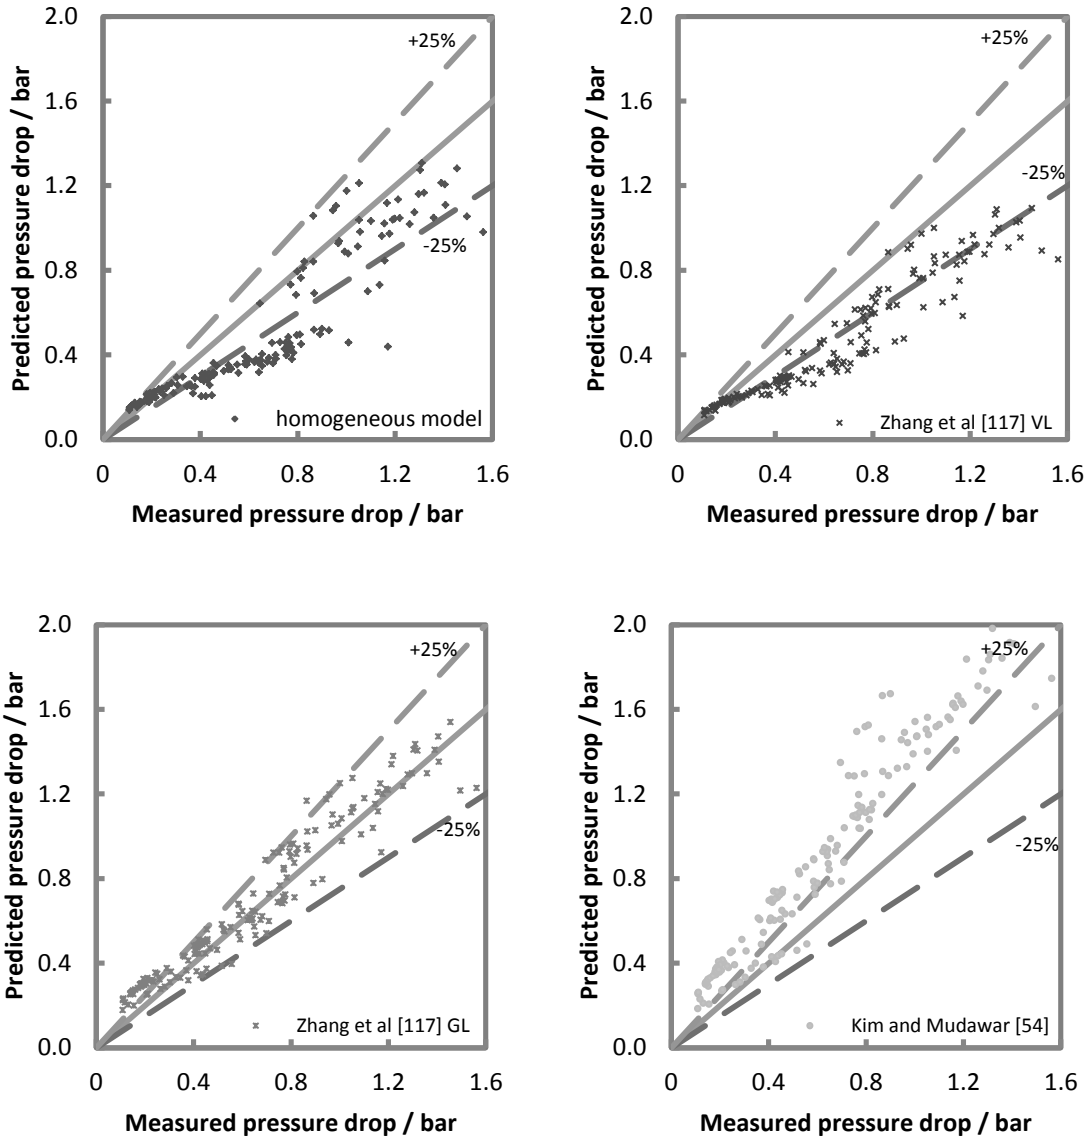 2.0
+25%
1.6
1.2
-25%
0.8
0.4
homogeneous model
0.0
0 0.4 0.8 1.2 1.6
Measured pressure drop / bar
Predicted pressure drop / bar
2.0
+25%
1.6
1.2
-25%
0.8
0.4
Zhang et al [117] VL
0.0
0 0.4 0.8 1.2 1.6
Measured pressure drop / bar
Predicted pressure drop / bar
2.0
+25%
1.6
1.2
-25%
0.8
0.4
Zhang et al [117] GL
0.0
0 0.4 0.8 1.2 1.6
Measured pressure drop / bar
Predicted pressure drop / bar
2.0
+25%
1.6
1.2
-25%
0.8
0.4
Kim and Mudawar [54]
0.0
0 0.4 0.8 1.2 1.6
Measured pressure drop / bar
Predicted pressure drop / bar